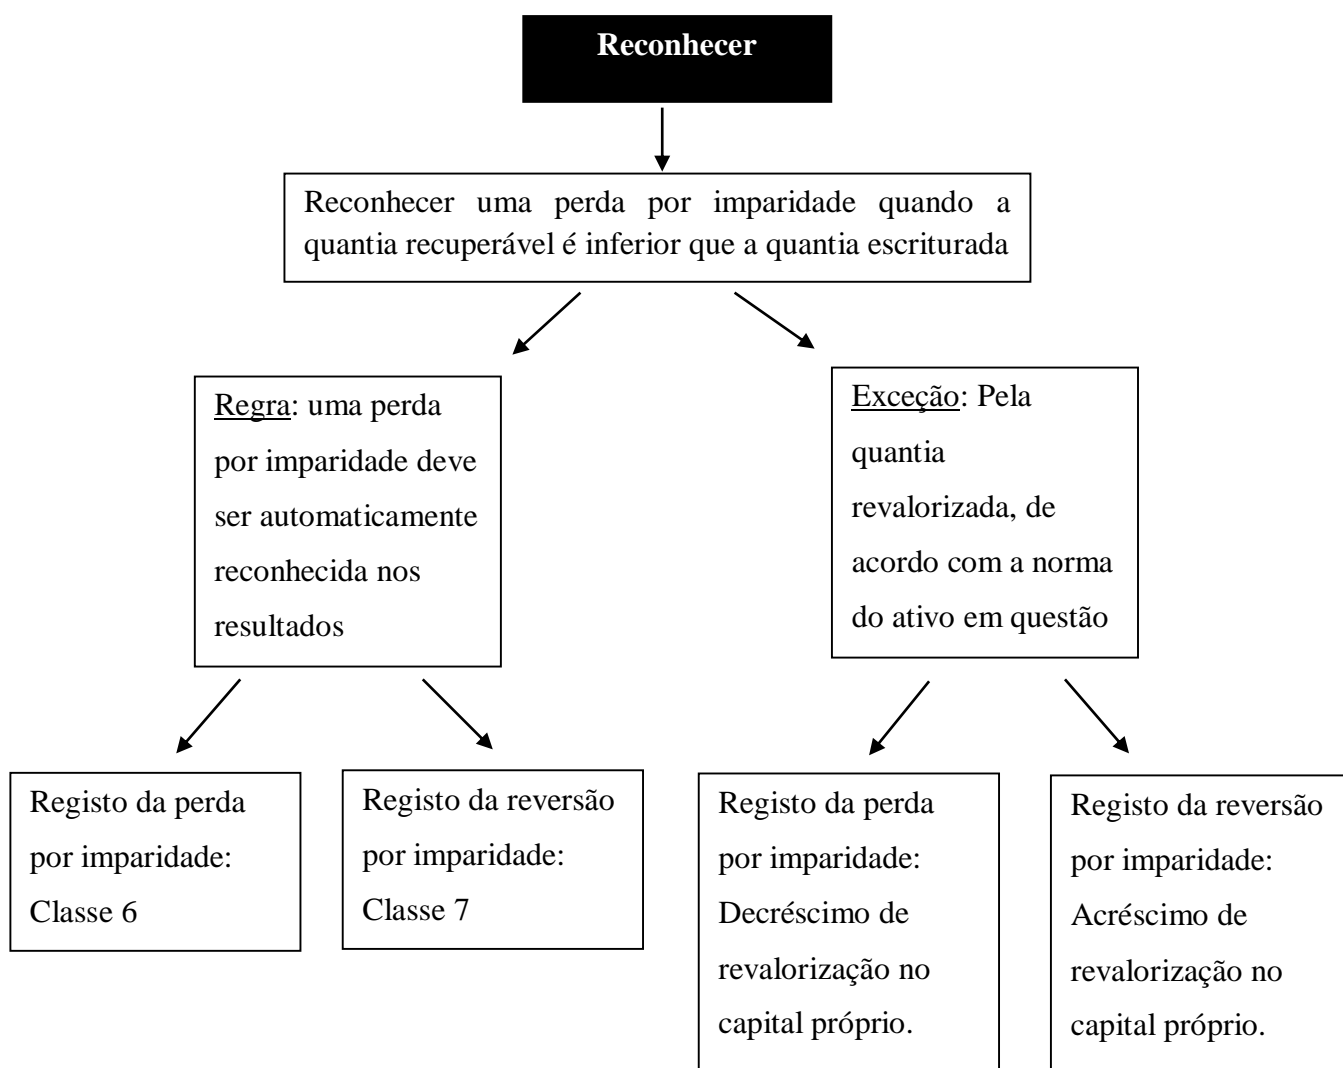 Reconhecer
Reconhecer uma perda por imparidade quando a
quantia recuperável é inferior que a quantia escriturada
Regra: uma perda
por imparidade deve
ser automaticamente
reconhecida nos
resultados
Exceção: Pela
quantia
revalorizada, de
acordo com a norma
do ativo em questão
Registo da perda
por imparidade:
Classe 6
Registo da reversão
por imparidade:
Classe 7
Registo da perda
por imparidade:
Decréscimo de
revalorização no
capital próprio.
Registo da reversão
por imparidade:
Acréscimo de
revalorização no
capital próprio.